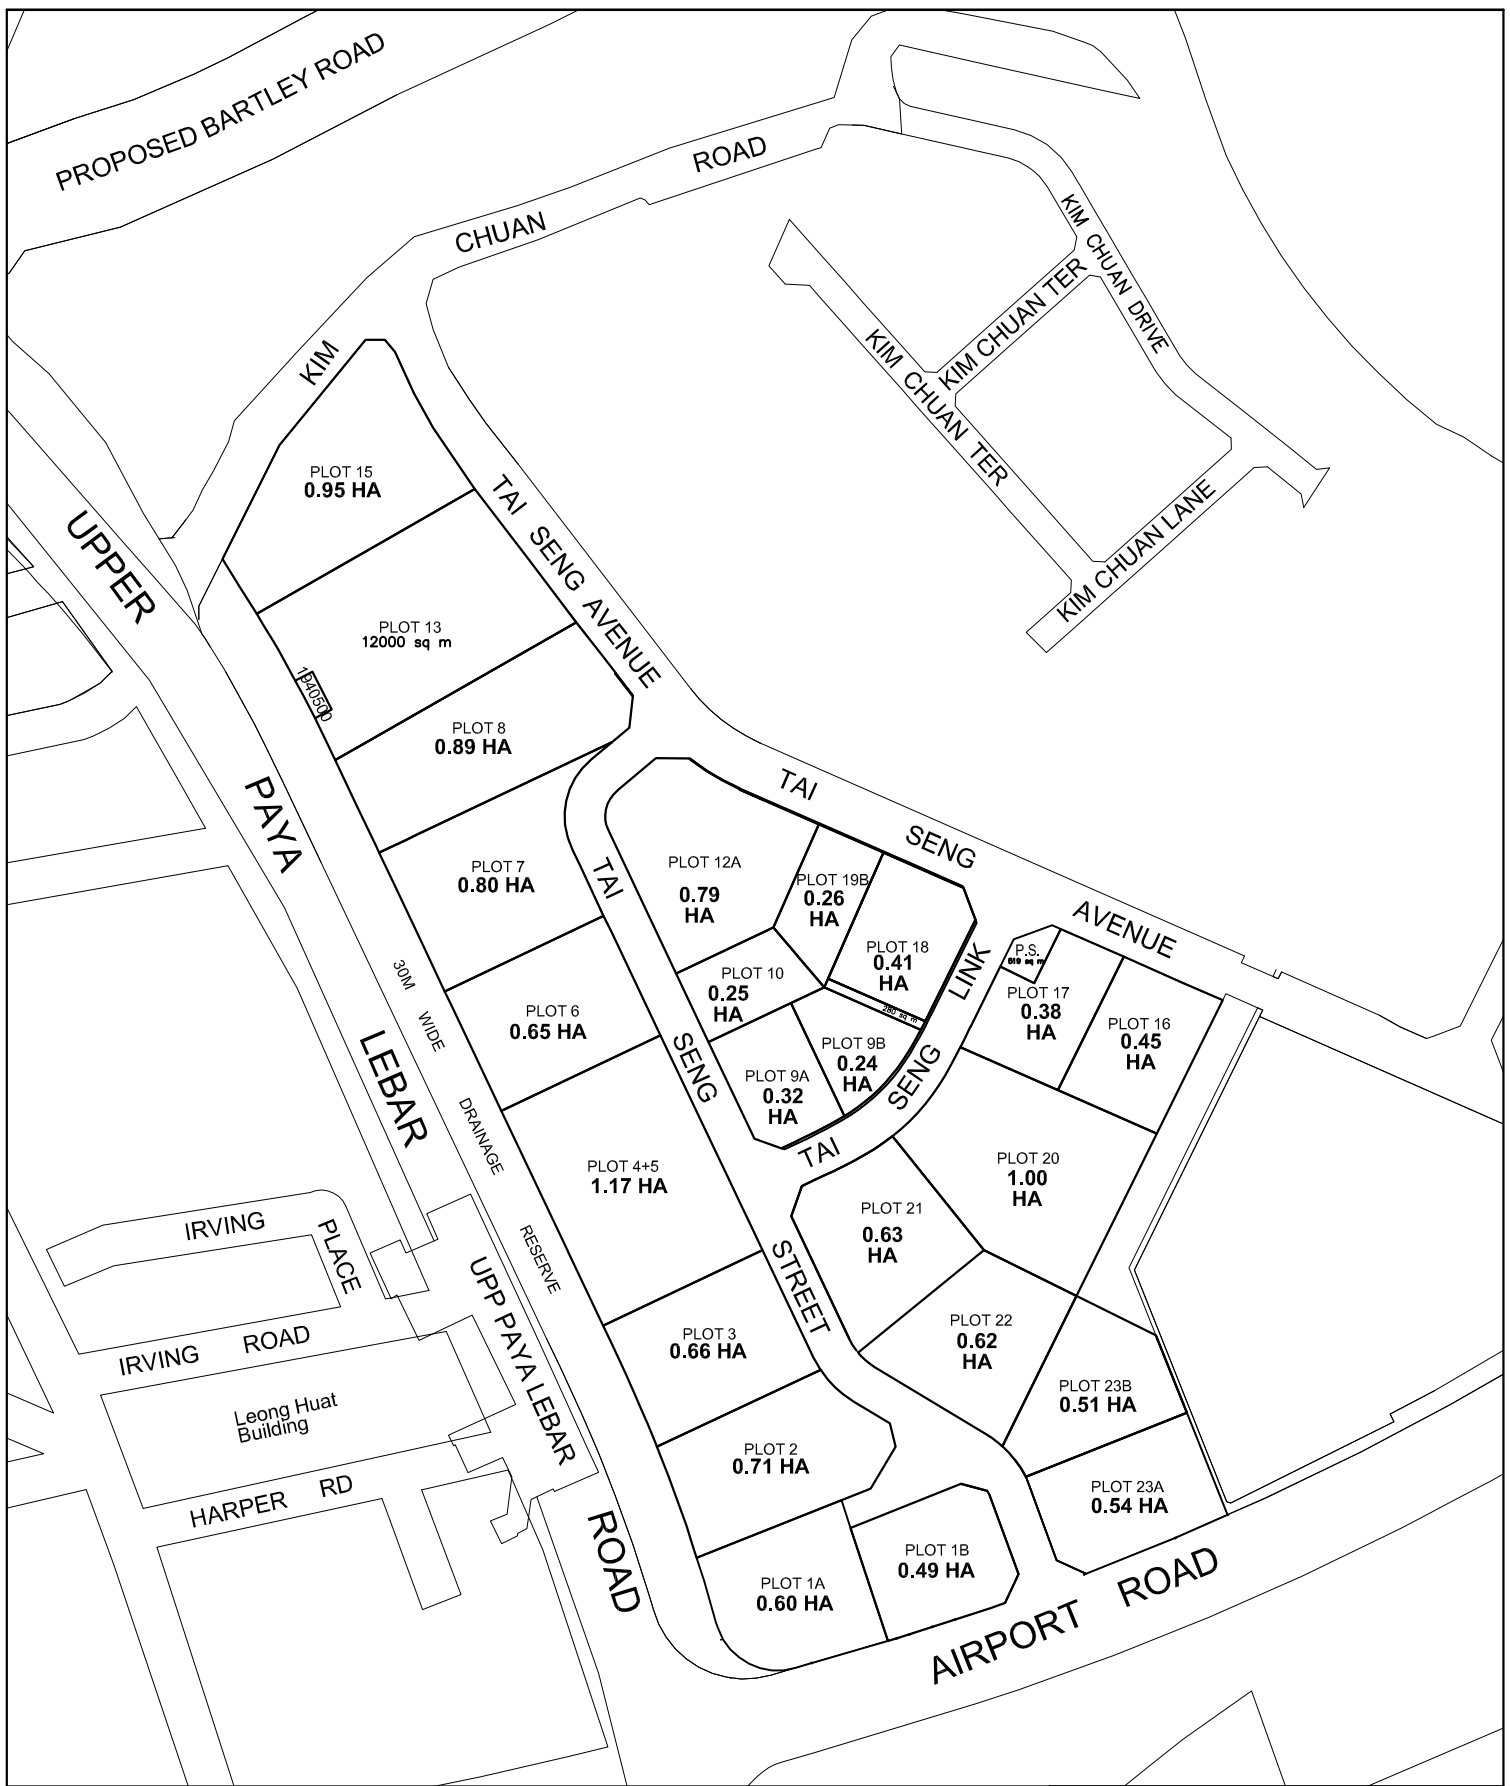 PROPOSED BARTLEY ROAD
KIM
CHUAN
ROAD
KIM CHUAN DRIVE
KIM CHUAN TER
KIM CHUAN TER
KIM CHUAN LANE
PLOT 15
0.95 HA
TAI SENG AVENUE
UPPER
PAYA
LEBAR
ROAD
PLOT 13
12000 sq m
1940500
PLOT 8
0.89 HA
PLOT 7
0.80 HA
PLOT 6
0.65 HA
30M WIDE DRAINAGE RESERVE
PLOT 4+5
1.17 HA
PLOT 3
0.66 HA
PLOT 2
0.71 HA
PLOT 1A
0.60 HA
PLOT 1B
0.49 HA
TAI
SENG
STREET
TAI
SENG
AVENUE
PLOT 12A
0.79
HA
PLOT 19B
0.26
HA
PLOT 18
0.41
HA
PLOT 10
0.25
HA
280 sq m
PLOT 9A
0.32
HA
PLOT 9B
0.24
HA
TAI
SENG
LINK
P.S.
619 sq m
PLOT 17
0.38
HA
PLOT 16
0.45
HA
PLOT 20
1.00
HA
PLOT 21
0.63
HA
PLOT 22
0.62
HA
PLOT 23B
0.51 HA
PLOT 23A
0.54 HA
IRVING
PLACE
IRVING ROAD
Leong Huat
Building
HARPER RD
UPP PAYA LEBAR
AIRPORT ROAD